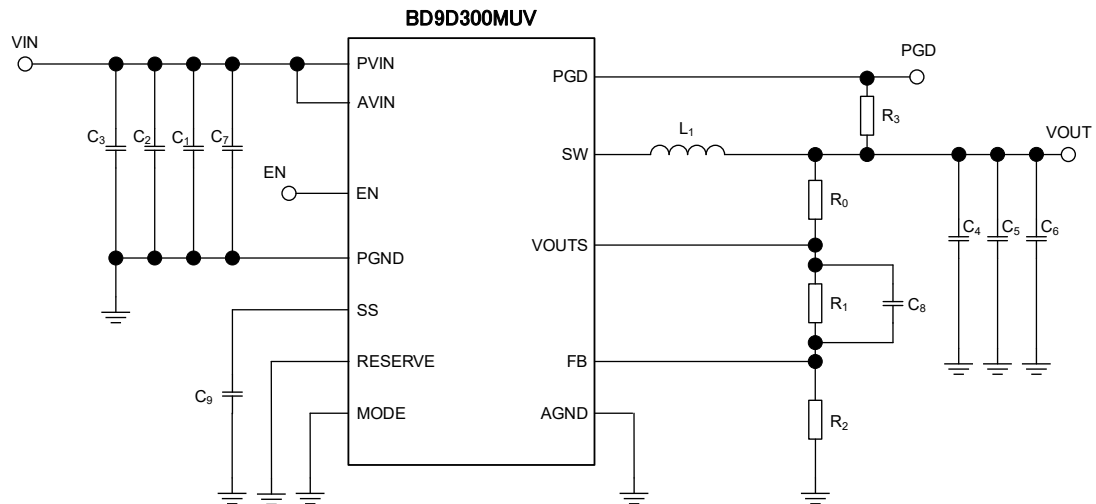 BD9D300MUV
VIN
PVIN
AVIN
EN
EN
PGND
SS
RESERVE
MODE
C3
C2
C1
C7
C9
PGD
PGD
SW
VOUTS
FB
AGND
L1
R3
VOUT
R0
R1
C8
R2
C4
C5
C6